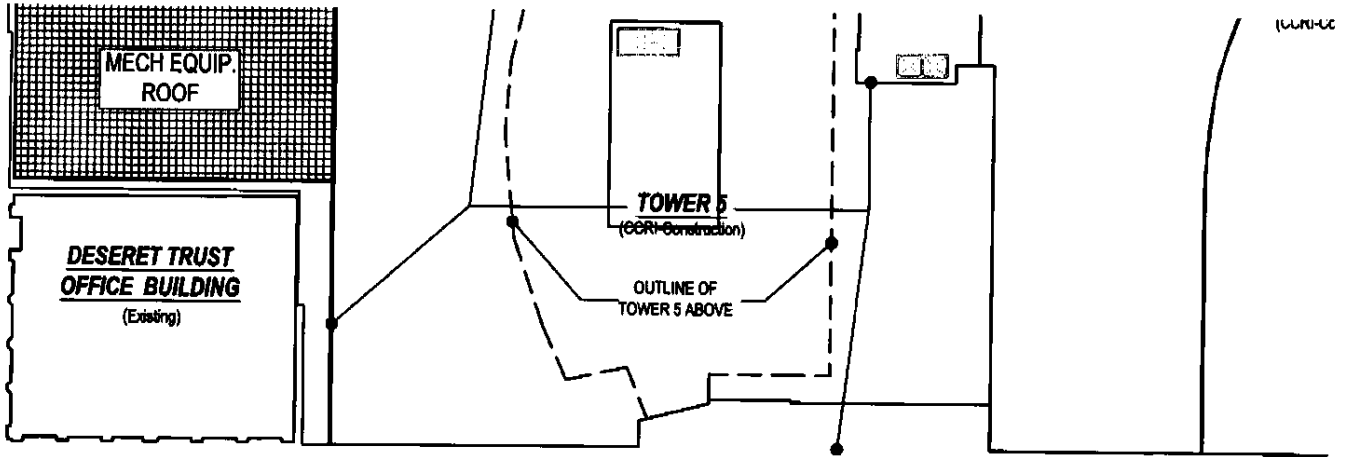 MECH EQUIP.
ROOF
DESERET TRUST
OFFICE BUILDING
(Existing)
TOWER 5
(CCRI-Construction)
OUTLINE OF
TOWER 5 ABOVE